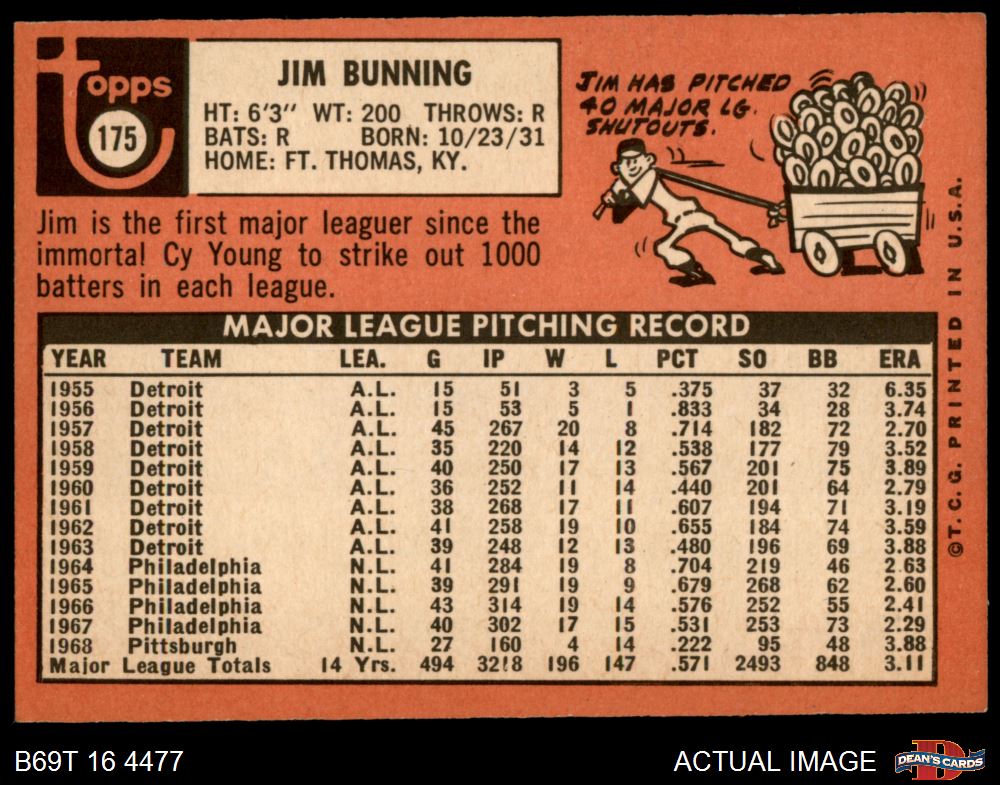 topps
175
JIM BUNNING
HT: 6'3" WT: 200 THROWS: R
BATS: R BORN: 10/23/31
HOME: FT. THOMAS, KY.
JIM HAS PITCHED
40 MAJOR LG.
SHUTOUTS.
Jim is the first major leaguer since the
immortal Cy Young to strike out 1000
batters in each league.
MAJOR LEAGUE PITCHING RECORD
YEAR TEAM LEA. G IP W L PCT SO BB ERA
1955 Detroit A.L. 15 51 3 5 .375 37 32 6.35
1956 Detroit A.L. 15 53 5 1 .833 34 28 3.74
1957 Detroit A.L. 45 267 20 8 .714 182 72 2.70
1958 Detroit A.L. 35 220 14 12 .538 177 79 3.52
1959 Detroit A.L. 40 250 17 13 .567 201 75 3.89
1960 Detroit A.L. 36 252 11 14 .440 201 64 2.79
1961 Detroit A.L. 38 268 17 11 .607 194 71 3.19
1962 Detroit A.L. 41 258 19 10 .655 184 74 3.59
1963 Detroit A.L. 39 248 12 13 .480 196 69 3.88
1964 Philadelphia N.L. 41 284 19 8 .704 219 46 2.63
1965 Philadelphia N.L. 39 291 19 9 .679 268 62 2.60
1966 Philadelphia N.L. 43 314 19 14 .576 252 55 2.41
1967 Philadelphia N.L. 40 302 17 15 .531 253 73 2.29
1968 Pittsburgh N.L. 27 160 4 14 .222 95 48 3.88
Major League Totals 14 Yrs. 494 3218 196 147 .571 2493 848 3.11
© T. C. G. PRINTED IN U.S.A.
B69T 16 4477
ACTUAL IMAGE
D
DEAN'S CARDS